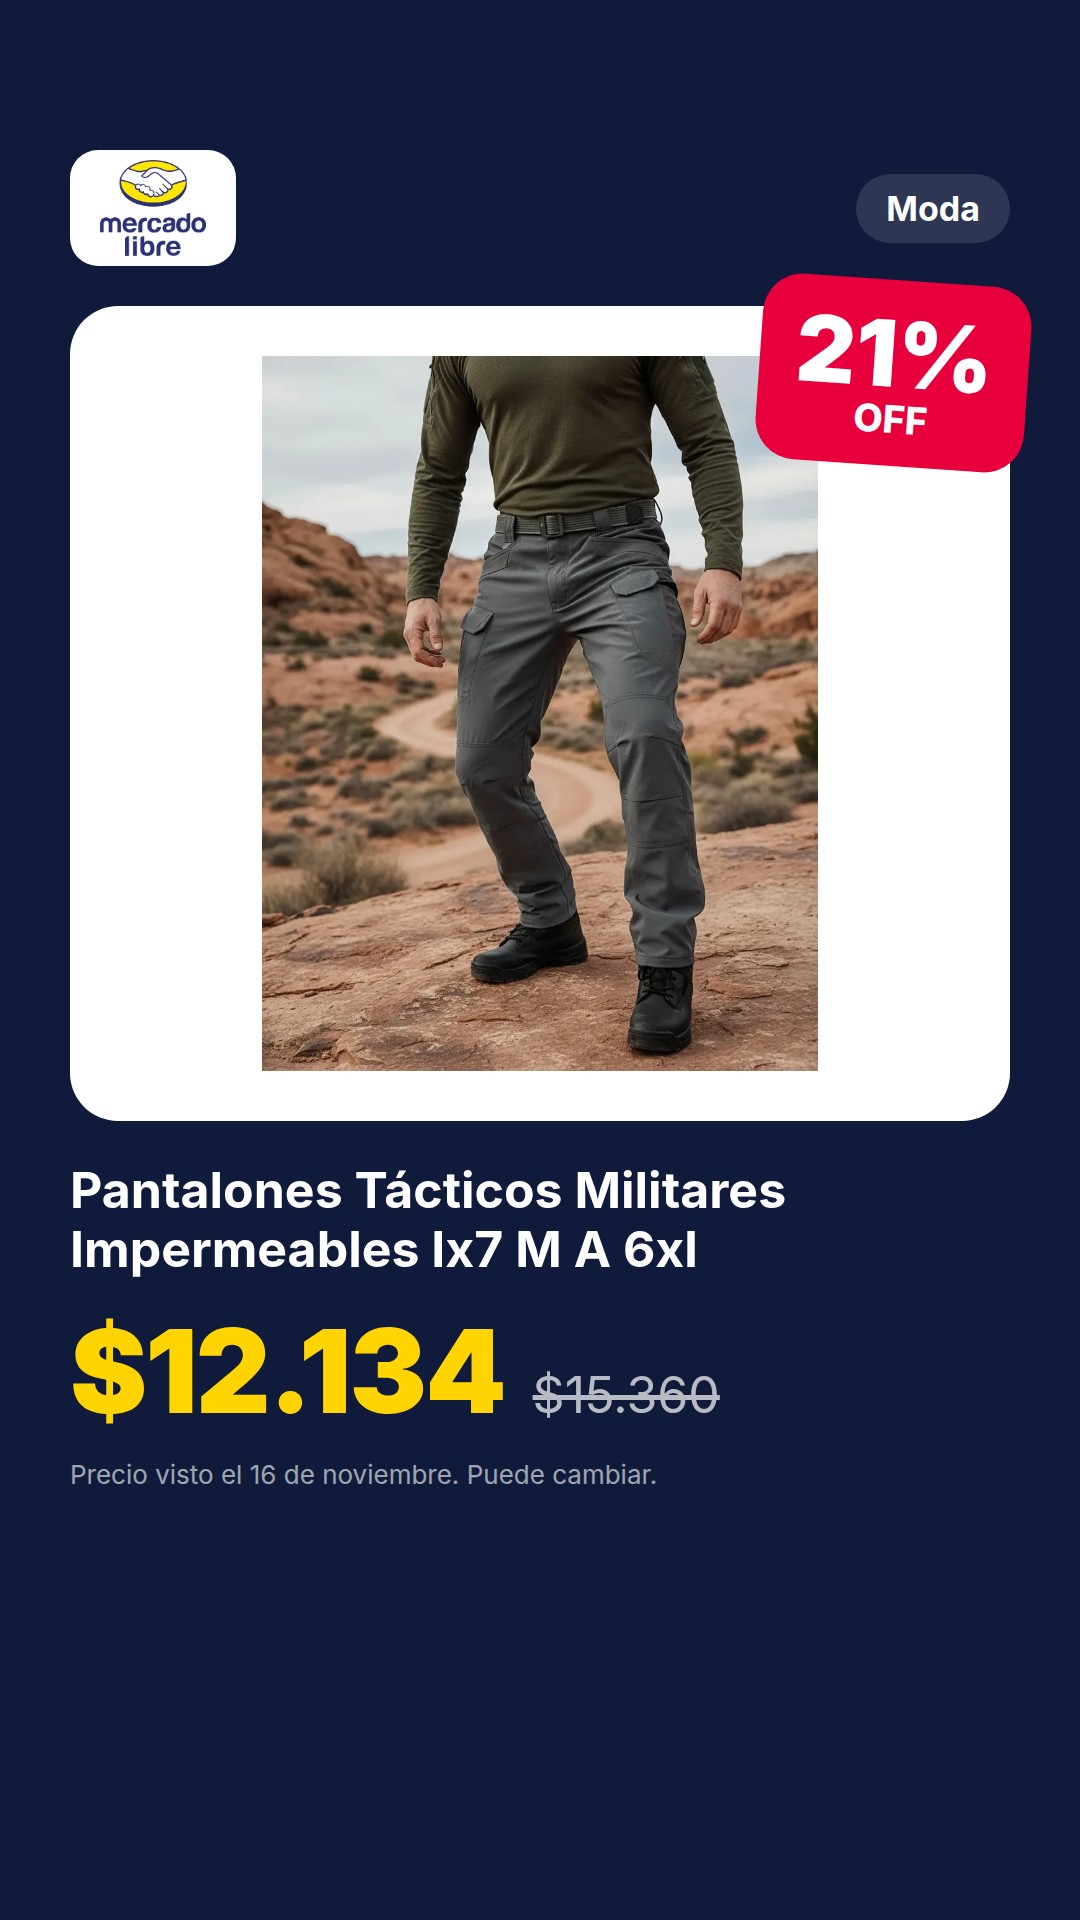 mercado
libre
Moda
21%
OFF
Pantalones Tácticos Militares
Impermeables Ix7 M A 6xl
$12.134 $15.360
Precio visto el 16 de noviembre. Puede cambiar.